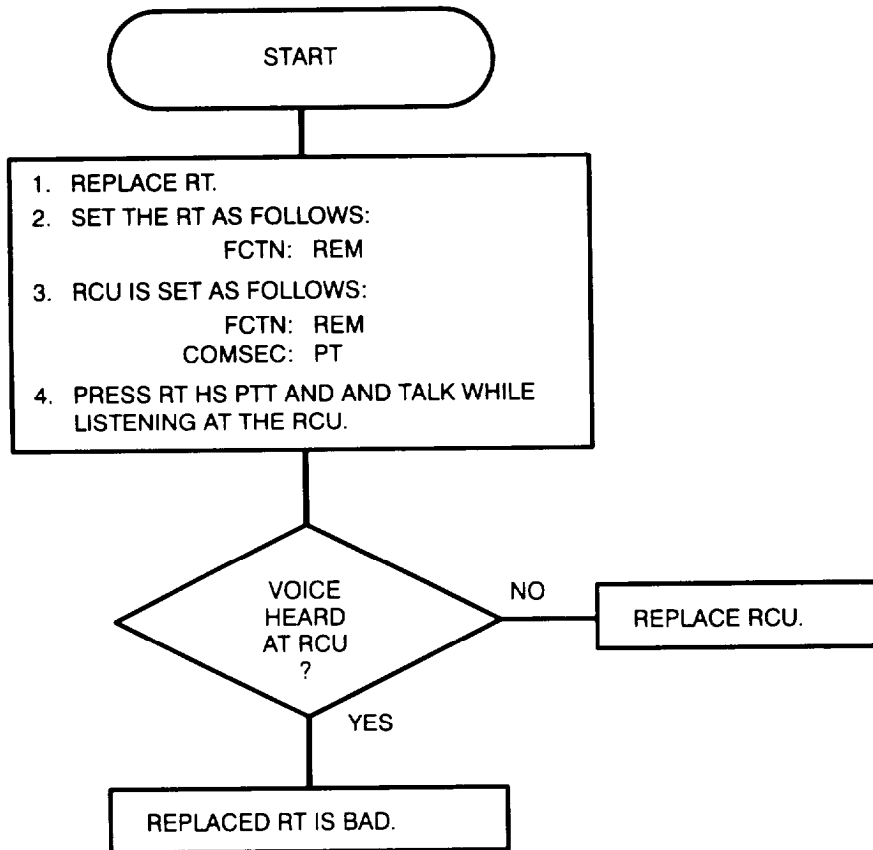 START
1. REPLACE RT.
2. SET THE RT AS FOLLOWS:
FCTN: REM
3. RCU IS SET AS FOLLOWS:
FCTN: REM
COMSEC: PT
4. PRESS RT HS PTT AND AND TALK WHILE
LISTENING AT THE RCU.
VOICE
HEARD
AT RCU
?
NO
REPLACE RCU.
YES
REPLACED RT IS BAD.